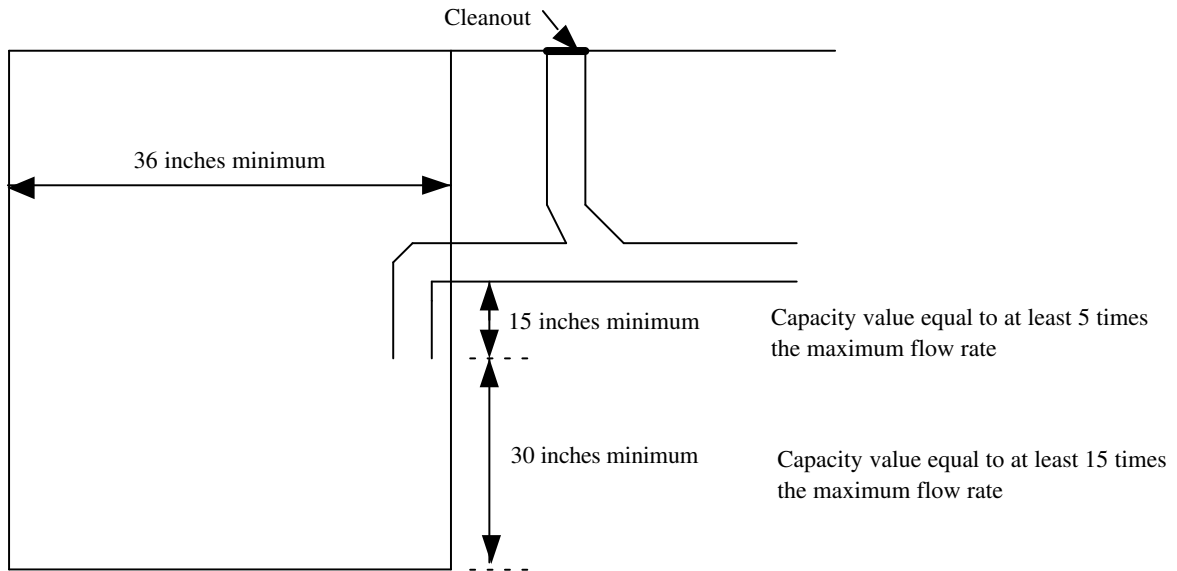 Cleanout
36 inches minimum
15 inches minimum
Capacity value equal to at least 5 times
the maximum flow rate
30 inches minimum
Capacity value equal to at least 15 times
the maximum flow rate